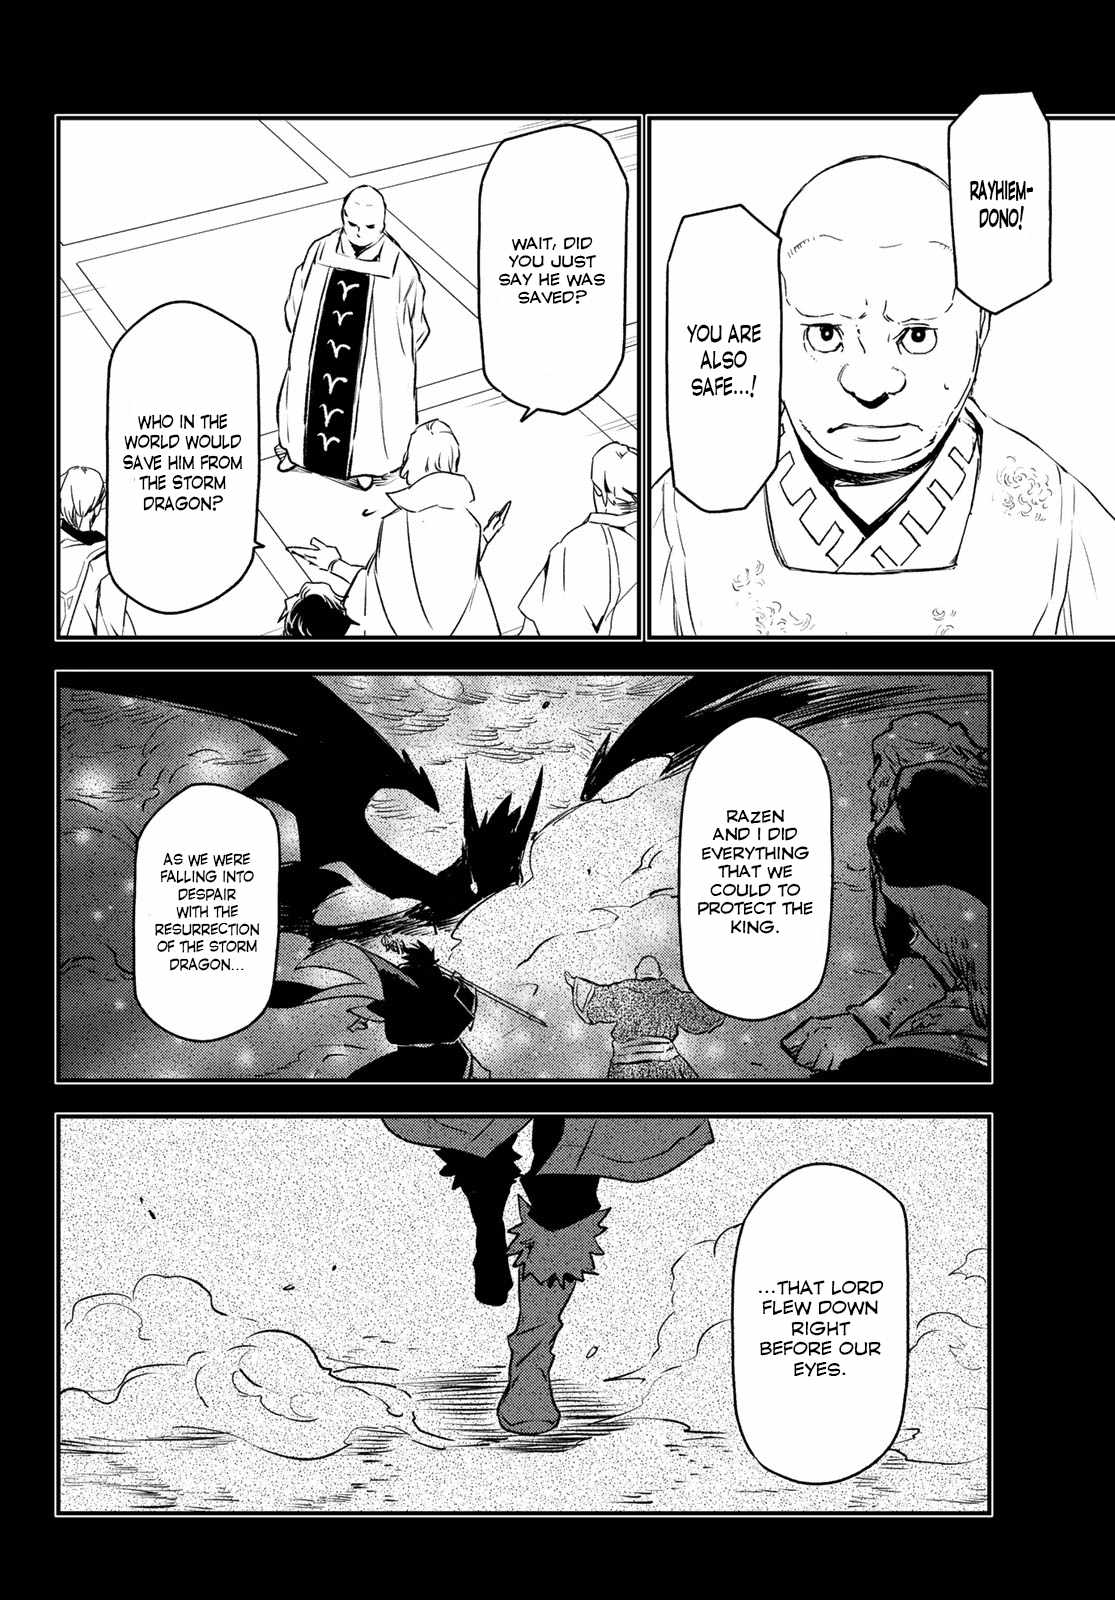 RAYHIEM-
DONO!
YOU ARE
ALSO
SAFE...!
WAIT, DID
YOU JUST
SAY HE WAS
SAVED?
WHO IN THE
WORLD WOULD
SAVE HIM FROM
THE STORM
DRAGON?
RAZEN
AND I DID
EVERYTHING
THAT WE
COULD TO
PROTECT THE
KING.
AS WE WERE
FALLING INTO
DESPAIR
WITH THE
RESURRECTION
OF THE STORM
DRAGON...
...THAT LORD
FLEW DOWN
RIGHT
BEFORE OUR
EYES.